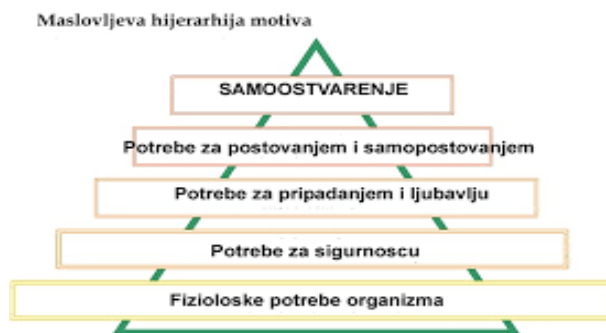 Maslovljeva hijerarhija motiva
SAMOOSTVARENJE
Potrebe za postovanjem i samopostovanjem
Potrebe za pripadanjem i ljubavlju
Potrebe za sigurnoscu
Fizioloske potrebe organizma